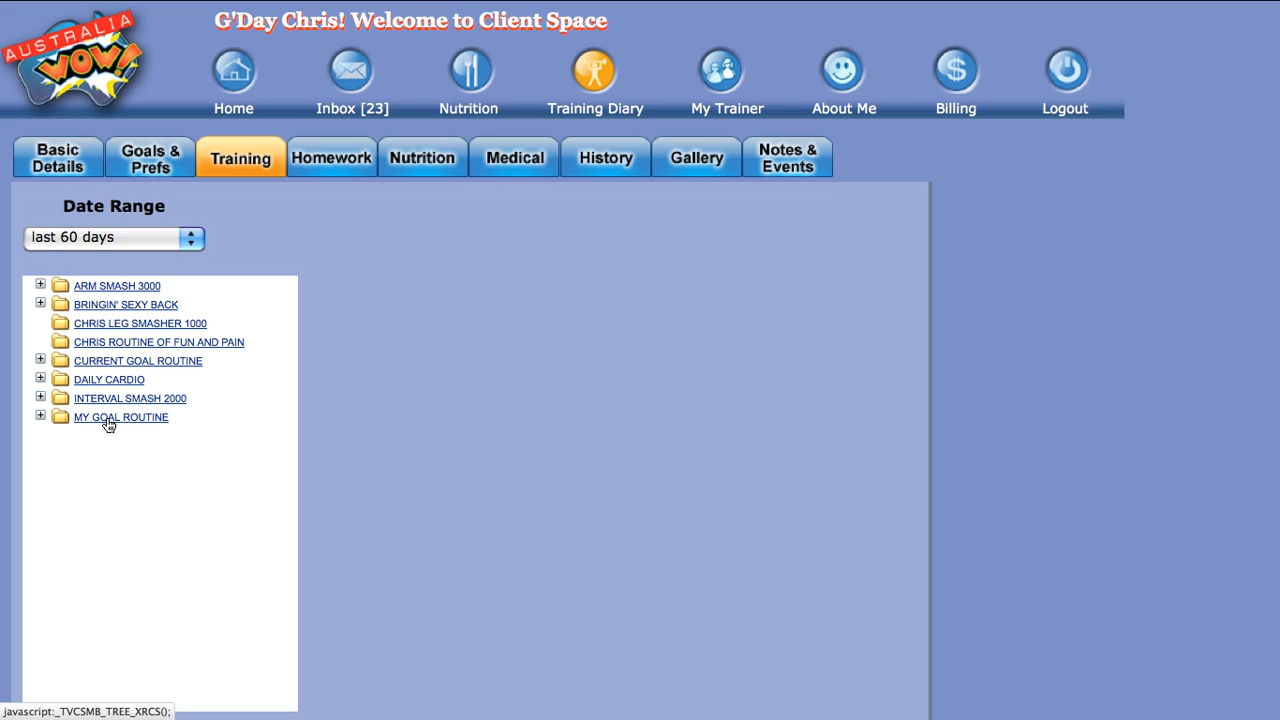 G'Day Chris! Welcome to Client Space
AUSTRALIA
WOW!
Home
Inbox [23]
Nutrition
Training Diary
My Trainer
About Me
Billing
Logout
Basic Details
Goals & Prefs
Training
Homework
Nutrition
Medical
History
Gallery
Notes & Events
Date Range
last 60 days
ARM SMASH 3000
BRINGIN' SEXY BACK
CHRIS LEG SMASHER 1000
CHRIS ROUTINE OF FUN AND PAIN
CURRENT GOAL ROUTINE
DAILY CARDIO
INTERVAL SMASH 2000
MY GOAL ROUTINE
javascript:_TVCSMB_TREE_XRCS();